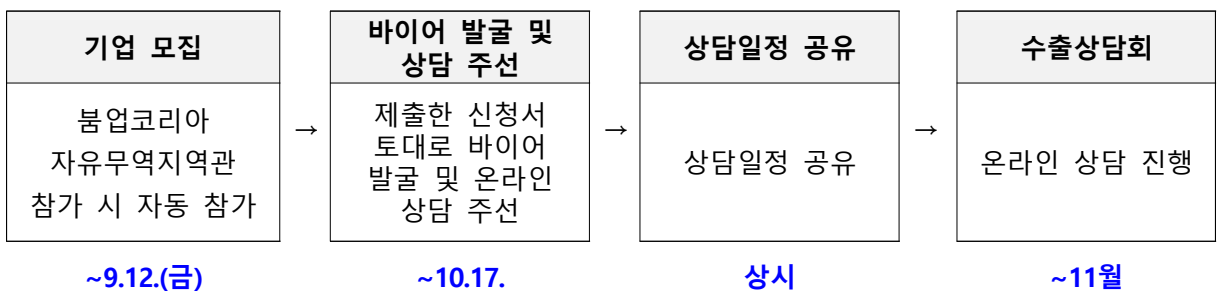 기업 모집
붐업코리아
자유무역지역관
참가 시 자동 참가
~9.12.(금)
→
바이어 발굴 및
상담 주선
제출한 신청서
토대로 바이어
발굴 및 온라인
상담 주선
~10.17.
→
상담일정 공유
상담일정 공유
상시
→
수출상담회
온라인 상담 진행
~11월